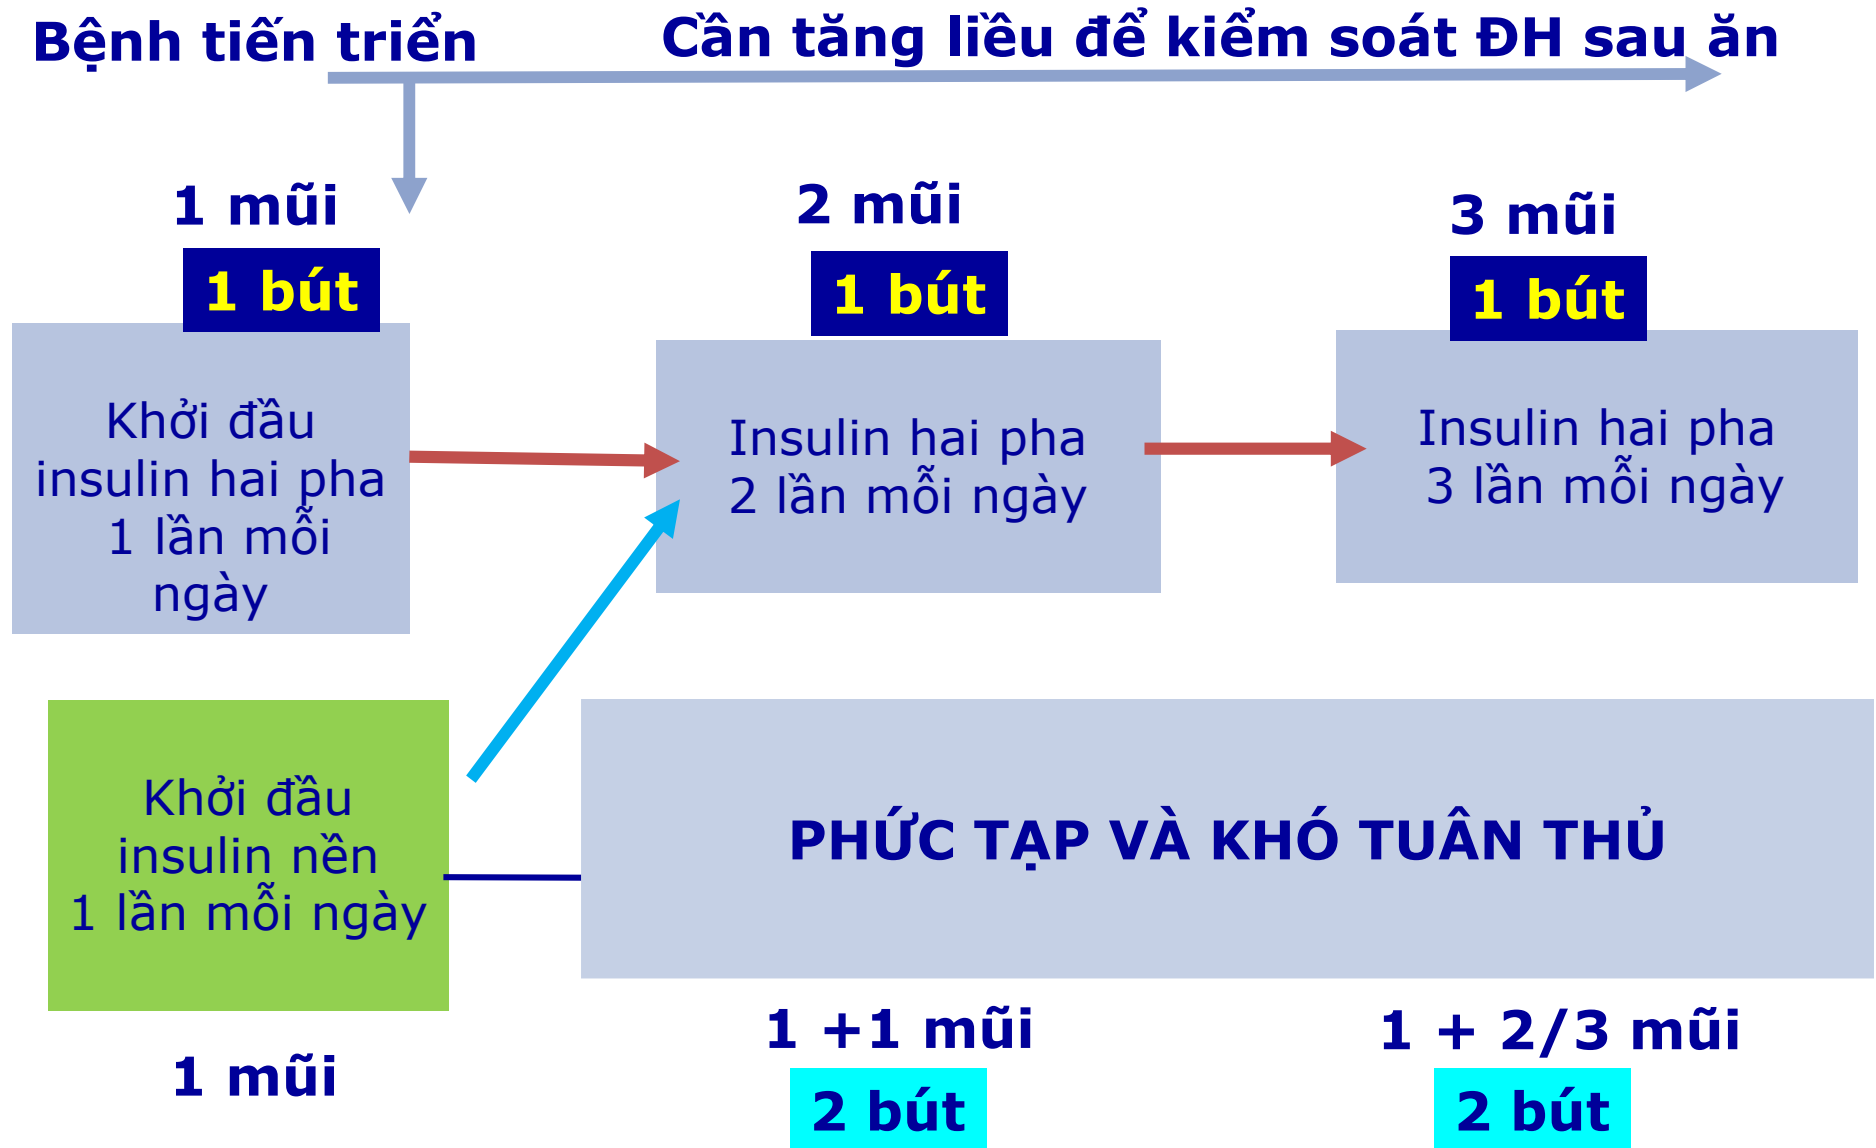 Bệnh tiến triển
Cần tăng liều để kiểm soát ĐH sau ăn
1 mũi
2 mũi
3 mũi
1 bút
1 bút
1 bút
Khởi đầu
insulin hai pha
1 lần mỗi
ngày
Insulin hai pha
2 lần mỗi ngày
Insulin hai pha
3 lần mỗi ngày
Khởi đầu
insulin nền
1 lần mỗi ngày
PHỨC TẠP VÀ KHÓ TUÂN THỦ
1 mũi
1 +1 mũi
1 + 2/3 mũi
2 bút
2 bút